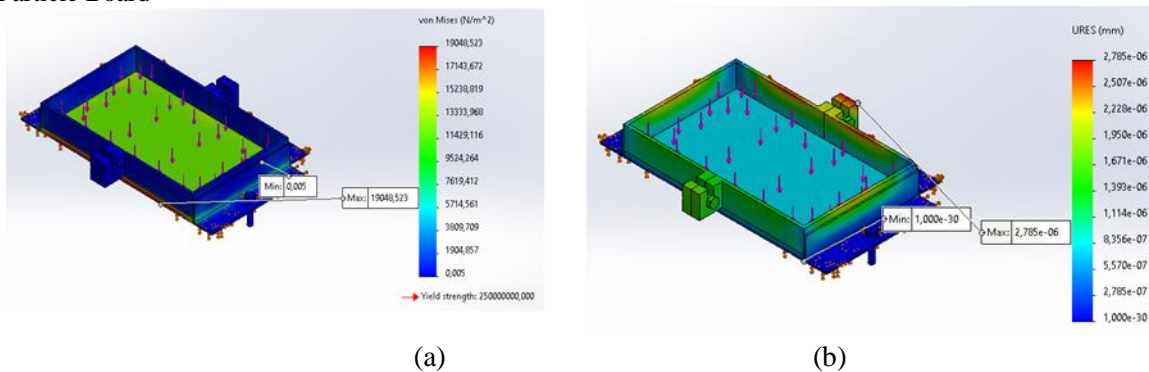 Particle Board
von Mises (N/m^2)
19048,523
17143,672
15238,819
13333,968
11429,116
9524,264
7619,412
5714,561
3809,709
1904,857
0,005
Yield strength: 250000000,000
Min: 0,005
Max: 19048,523
URES (mm)
2,785e-06
2,507e-06
2,228e-06
1,950e-06
1,671e-06
1,393e-06
1,114e-06
8,356e-07
5,570e-07
2,785e-07
1,000e-30
Min: 1,000e-30
Max: 2,785e-06
(a)
(b)